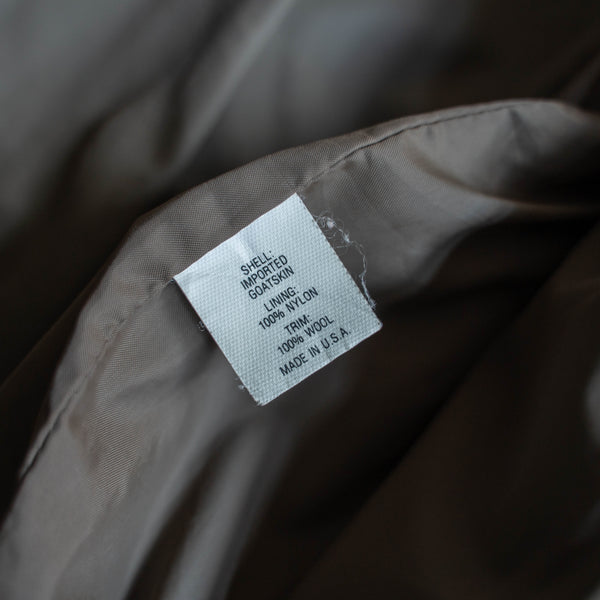 SHELL:
IMPORTED
GOATSKIN
LINING:
100% NYLON
TRIM:
100% WOOL
MADE IN U.S.A.